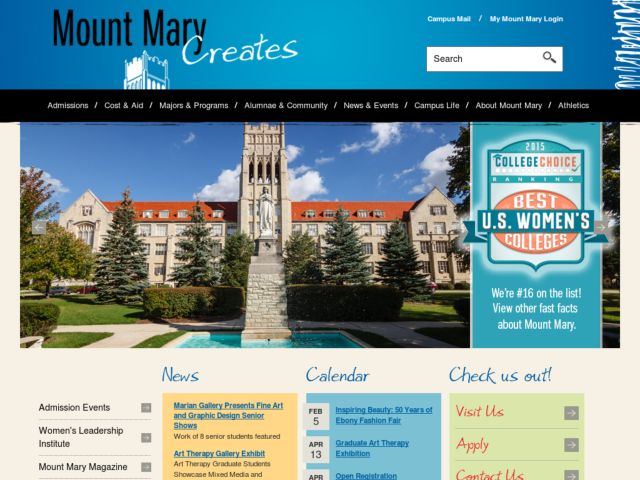 Mount Mary
Creates
Campus Mail / My Mount Mary Login
Search
Admissions / Cost & Aid / Majors & Programs / Alumnae & Community / News & Events / Campus Life / About Mount Mary / Athletics
2015
COLLEGE CHOICE
RANKING
BEST
U.S. WOMEN'S
COLLEGES
We're #16 on the list!
View other fast facts
about Mount Mary.
Admission Events
Women's Leadership
Institute
Mount Mary Magazine
News
Marian Gallery Presents Fine Art
and Graphic Design Senior
Shows
Work of 8 senior students featured
Art Therapy Gallery Exhibit
Art Therapy Graduate Students
Showcase Mixed Media and
Calendar
FEB
5
Inspiring Beauty: 50 Years of
Ebony Fashion Fair
APR
13
Graduate Art Therapy
Exhibition
APR
Open Registration
Check us out!
Visit Us
Apply
Contact Us